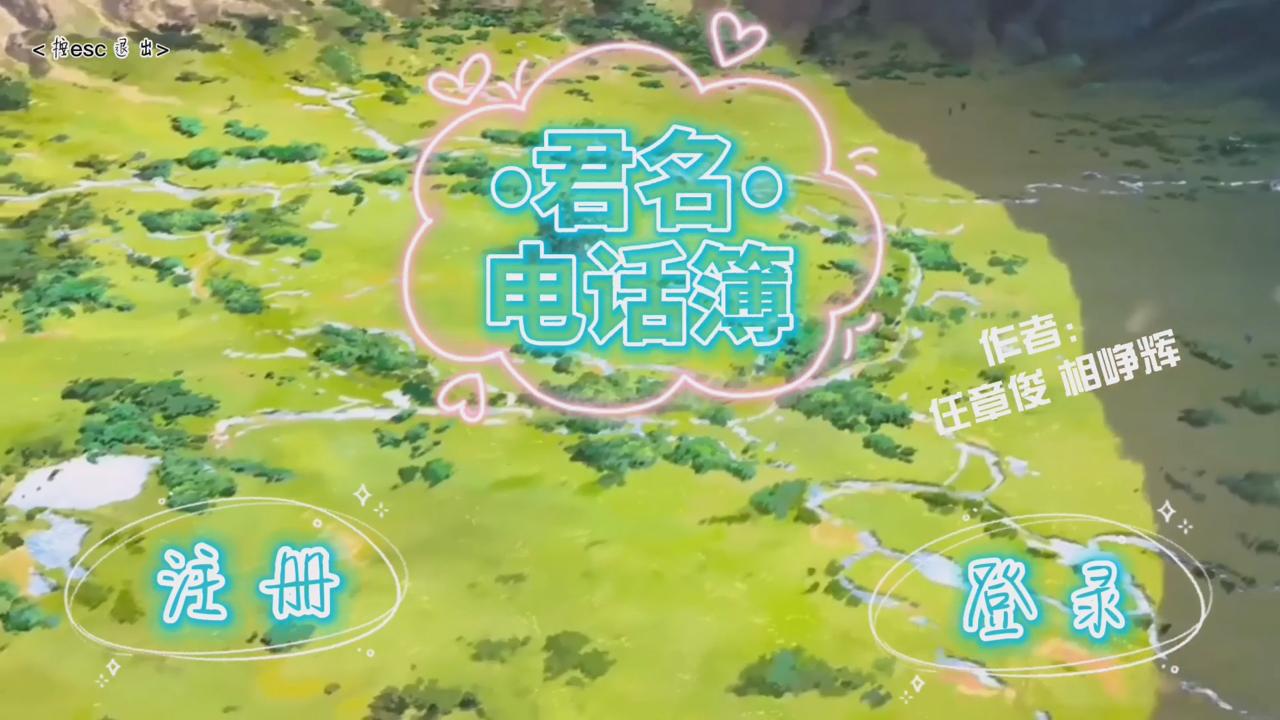 <按esc退出>
·君名·
电话簿
作者：
任章俊 相峥辉
注册
登录